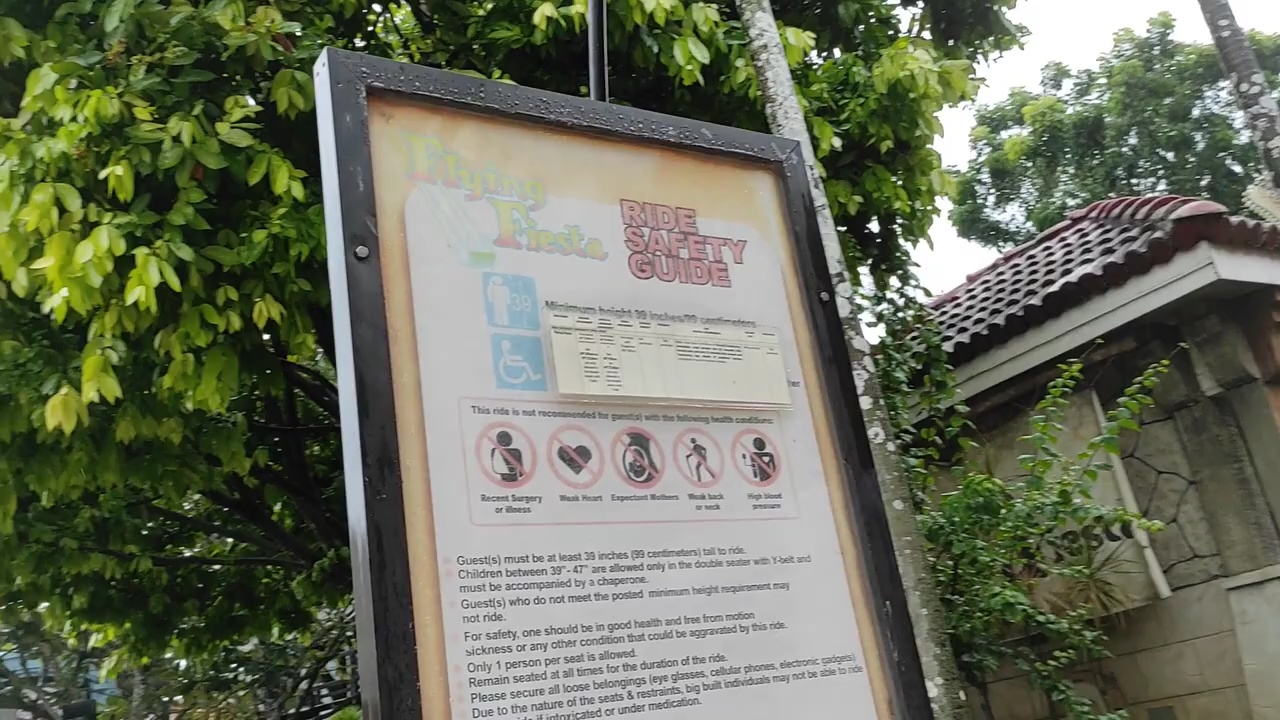 Flying
Fiesta
RIDE
SAFETY
GUIDE
39
Minimum height 39 inches/99 centimeters
This ride is not recommended for guest(s) with the following health conditions:
Recent Surgery
or illness
Weak Heart
Expectant Mothers
Weak back
or neck
High blood
pressure
Guest(s) must be at least 39 inches (99 centimeters) tall to ride.
Children between 39"- 47" are allowed only in the double seater with Y-belt and
must be accompanied by a chaperone.
Guest(s) who do not meet the posted minimum height requirement may
not ride.
For safety, one should be in good health and free from motion
sickness or any other condition that could be aggravated by this ride.
Only 1 person per seat is allowed.
Remain seated at all times for the duration of the ride.
Please secure all loose belongings (eye glasses, cellular phones, electronic gadgets)
Due to the nature of the seats & restraints, big built individuals may not be able to ride
if intoxicated or under medication.